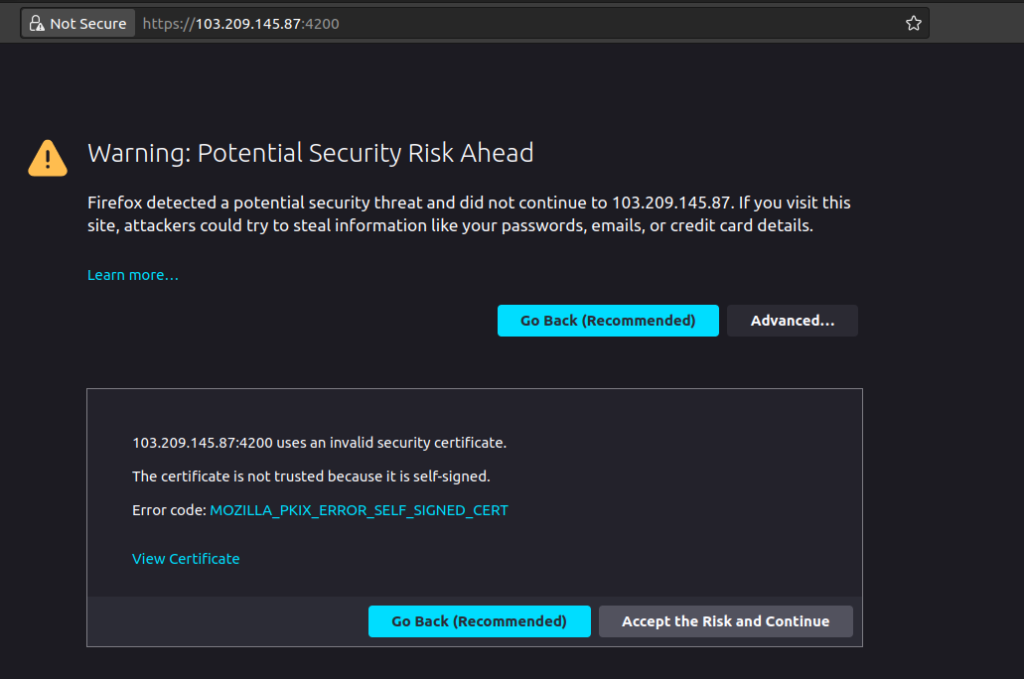 Not Secure https://103.209.145.87:4200
Warning: Potential Security Risk Ahead
Firefox detected a potential security threat and did not continue to 103.209.145.87. If you visit this
site, attackers could try to steal information like your passwords, emails, or credit card details.
Learn more…
Go Back (Recommended) Advanced…
103.209.145.87:4200 uses an invalid security certificate.
The certificate is not trusted because it is self-signed.
Error code: MOZILLA_PKIX_ERROR_SELF_SIGNED_CERT
View Certificate
Go Back (Recommended) Accept the Risk and Continue